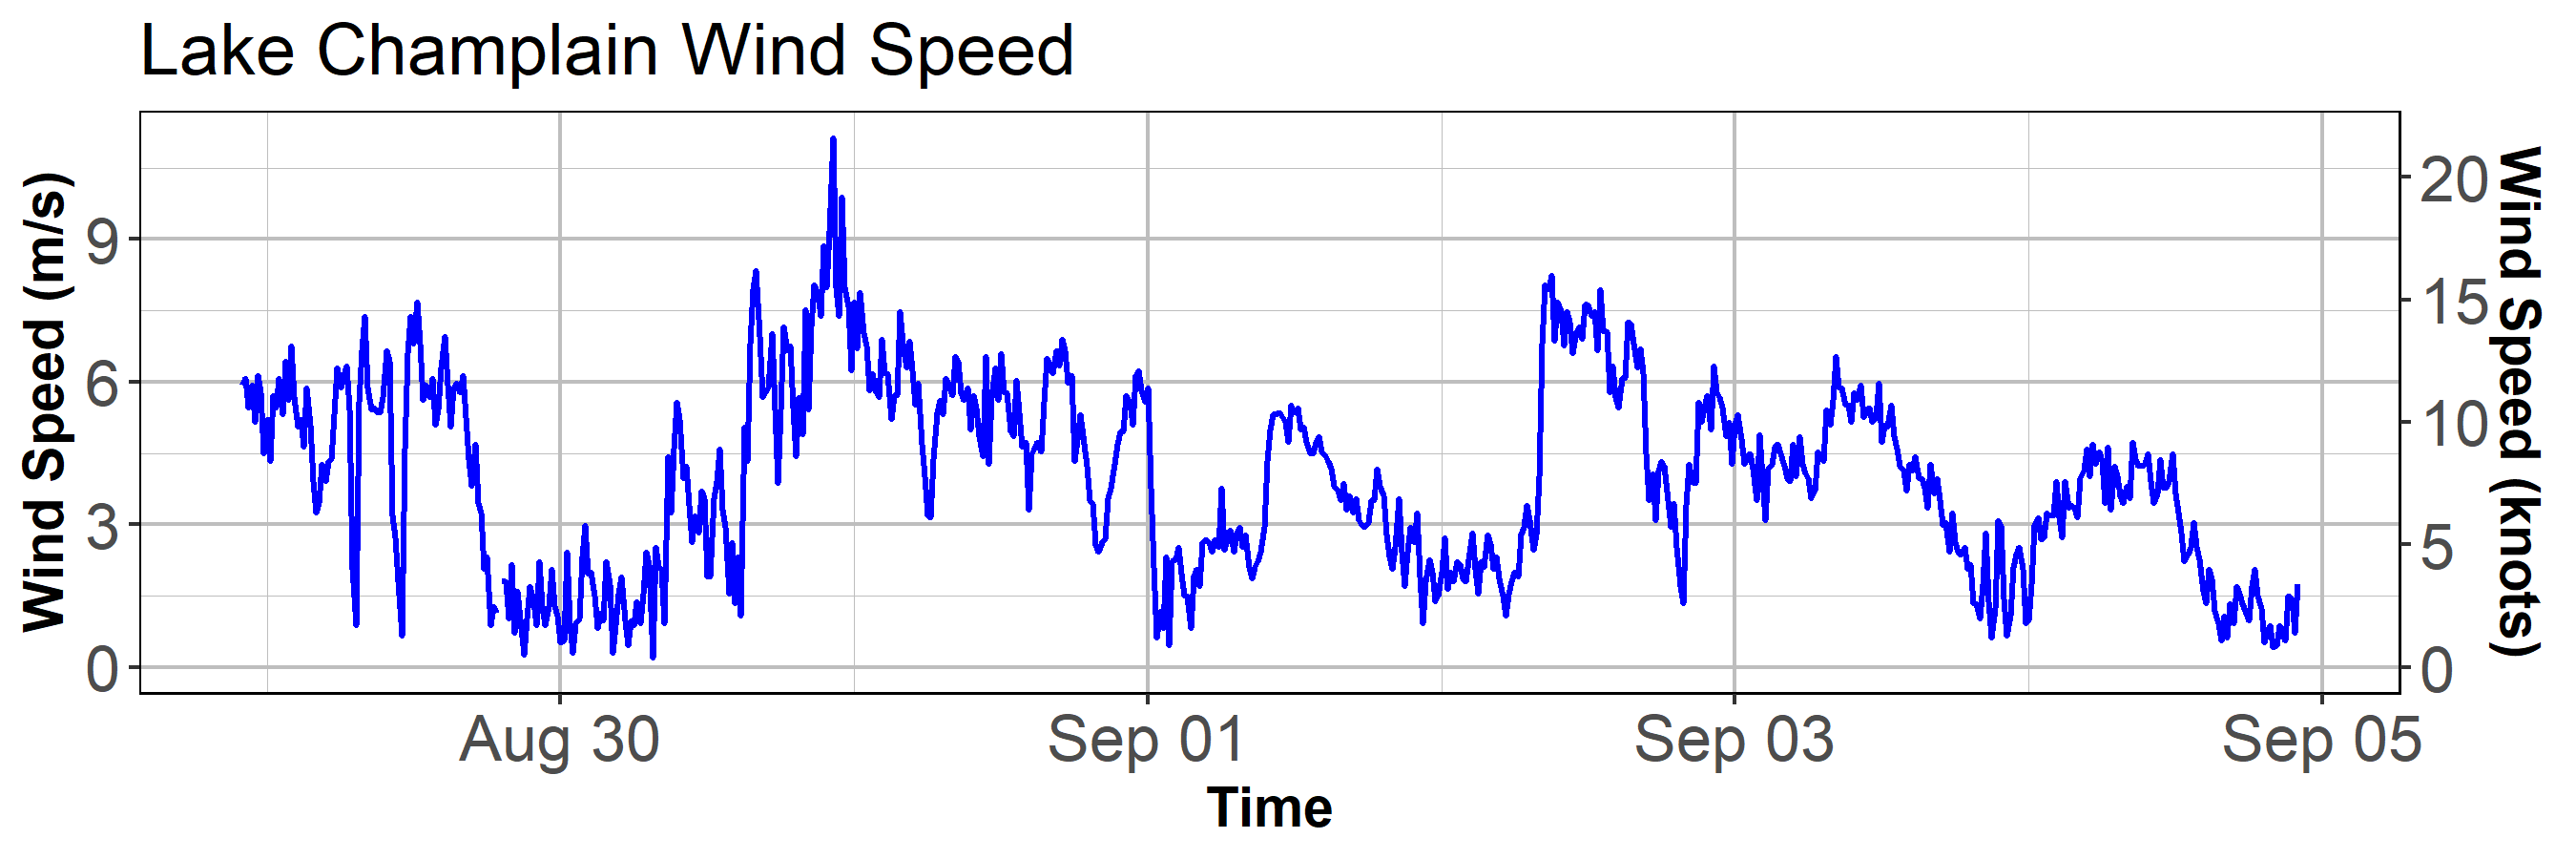 Lake Champlain Wind Speed
Wind Speed (m/s)
9
6
3
0
20
15
10
5
0
Wind Speed (knots)
Aug 30
Sep 01
Sep 03
Sep 05
Time